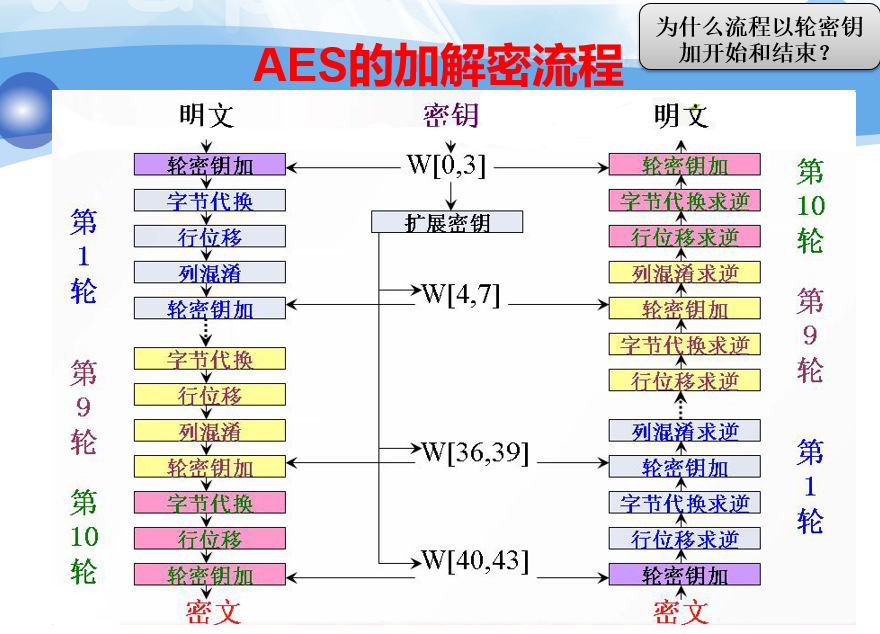 为什么流程以轮密钥
加开始和结束？
AES的加解密流程
明文
密钥
明文
轮密钥加
W[0,3]
轮密钥加
字节代换
扩展密钥
字节代换求逆
行位移
行位移求逆
列混淆
列混淆求逆
轮密钥加
W[4,7]
轮密钥加
字节代换
字节代换求逆
行位移
行位移求逆
列混淆
列混淆求逆
轮密钥加
W[36,39]
轮密钥加
字节代换
字节代换求逆
行位移
行位移求逆
轮密钥加
W[40,43]
轮密钥加
密文
密文
第1轮
第9轮
第10轮
第10轮
第9轮
第1轮